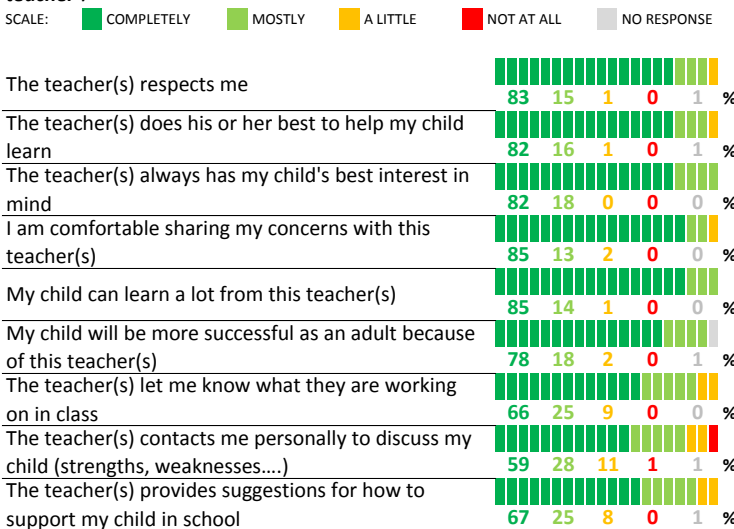 teacher?
SCALE: COMPLETELY MOSTLY A LITTLE NOT AT ALL NO RESPONSE
The teacher(s) respects me
83 15 1 0 1 %
The teacher(s) does his or her best to help my child
learn
82 16 1 0 1 %
The teacher(s) always has my child's best interest in
mind
82 18 0 0 0 %
I am comfortable sharing my concerns with this
teacher(s)
85 13 2 0 0 %
My child can learn a lot from this teacher(s)
85 14 1 0 0 %
My child will be more successful as an adult because
of this teacher(s)
78 18 2 0 1 %
The teacher(s) let me know what they are working
on in class
66 25 9 0 0 %
The teacher(s) contacts me personally to discuss my
child (strengths, weaknesses....)
59 28 11 1 1 %
The teacher(s) provides suggestions for how to
support my child in school
67 25 8 0 1 %